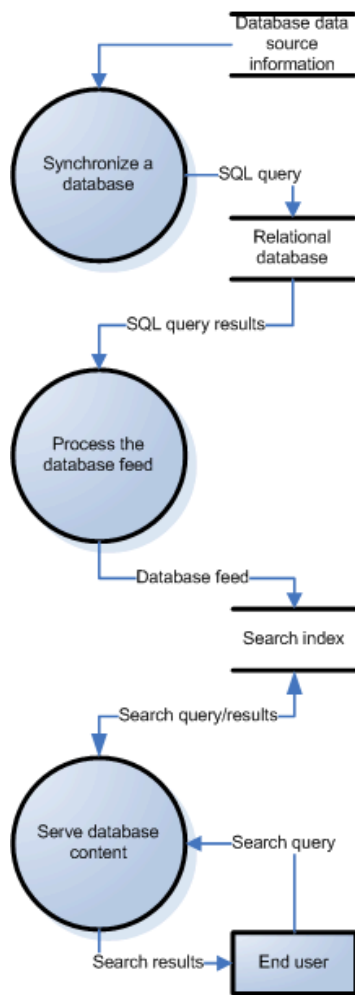 Database data
source
information
Synchronize a
database
SQL query
Relational
database
SQL query results
Process the
database feed
Database feed
Search index
Search query/results
Serve database
content
Search query
Search results
End user